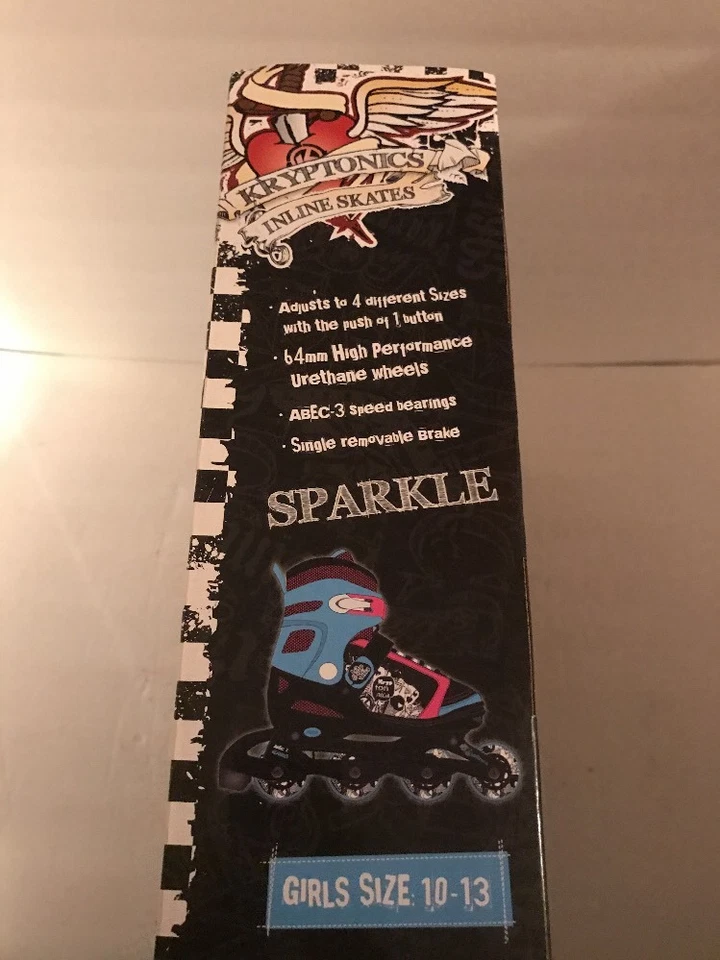 KRYPTONICS
INLINE SKATES
· Adjusts to 4 different Sizes
with the push of 1 button
· 64mm High Performance
Urethane wheels
· ABEC-3 speed bearings
· Single removable Brake
SPARKLE
GIRLS SIZE: 10-13